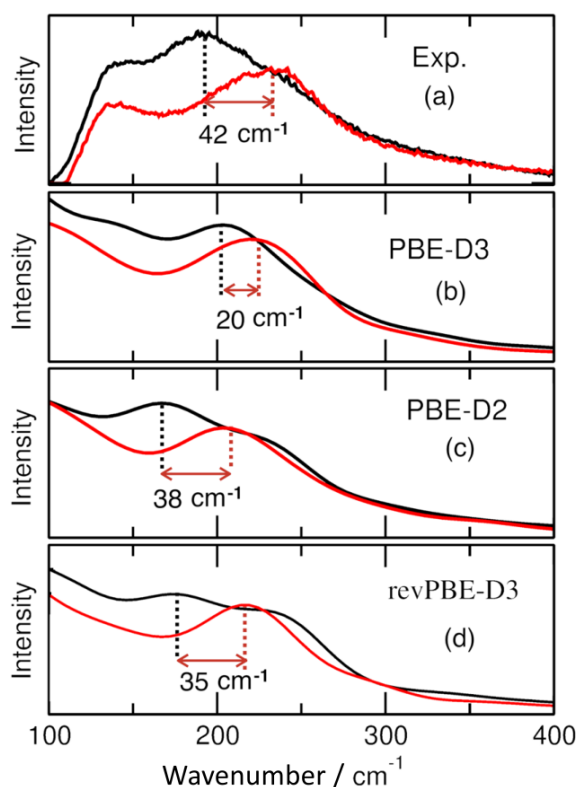 Intensity
Exp.
(a)
42 cm⁻¹
Intensity
PBE-D3
(b)
20 cm⁻¹
Intensity
PBE-D2
(c)
38 cm⁻¹
Intensity
revPBE-D3
(d)
35 cm⁻¹
100 200 300 400
Wavenumber / cm⁻¹